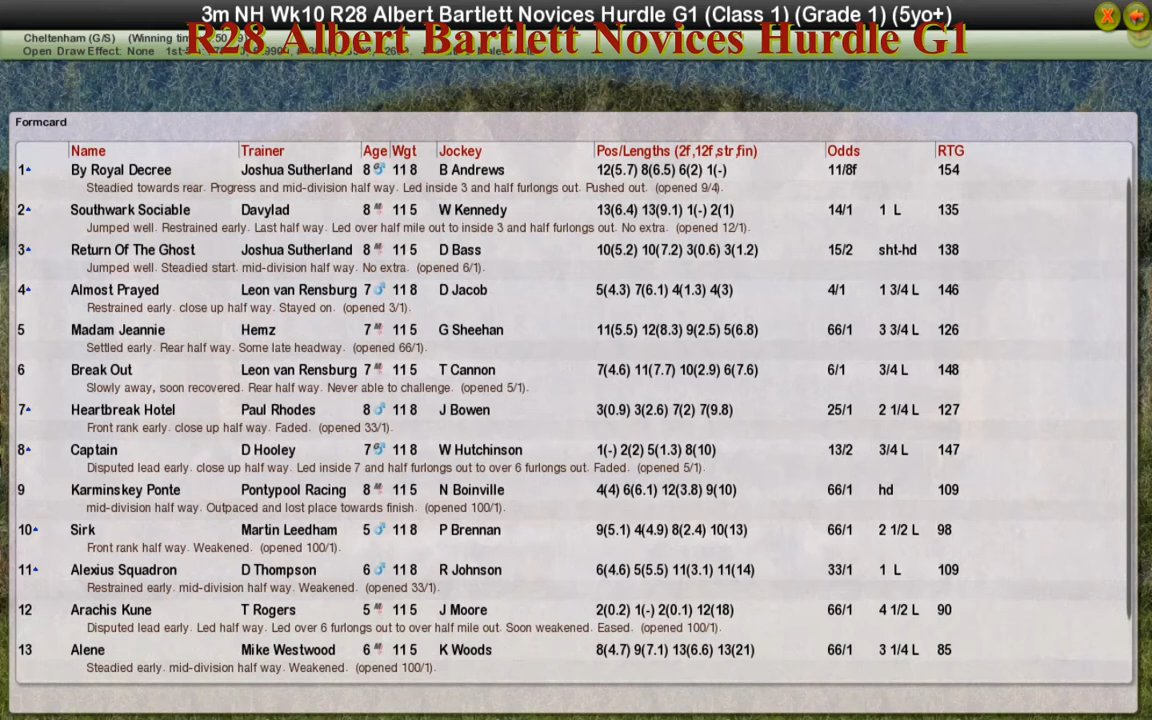 3m NH Wk10 R28 Albert Bartlett Novices Hurdle G1 (Class 1) (Grade 1) (5yo+)
R28 Albert Bartlett Novices Hurdle G1
Cheltenham (G/S) (Winning
Open Draw Effect: None 1st
Formcard
Name Trainer Age Wgt Jockey Pos/Lengths (2f,12f,str,fin) Odds RTG
1 By Royal Decree Joshua Sutherland 8 11 8 B Andrews 12(5.7) 8(6.5) 6(2) 1(-) 11/8f 154
Steadied towards rear. Progress and mid-division half way. Led inside 3 and half furlongs out. Pushed out. (opened 9/4).
2 Southwark Sociable Davylad 8 11 5 W Kennedy 13(6.4) 13(9.1) 1(-) 2(1) 14/1 1 L 135
Jumped well. Restrained early. Last half way. Led over half mile out to inside 3 and half furlongs out. No extra. (opened 12/1).
3 Return Of The Ghost Joshua Sutherland 8 11 5 D Bass 10(5.2) 10(7.2) 3(0.6) 3(1.2) 15/2 sht-hd 138
Jumped well. Steadied start. mid-division half way. No extra. (opened 6/1).
4 Almost Prayed Leon van Rensburg 7 11 8 D Jacob 5(4.3) 7(6.1) 4(1.3) 4(3) 4/1 1 3/4 L 146
Restrained early. close up half way. Stayed on. (opened 3/1).
5 Madam Jeannie Hemz 7 11 5 G Sheehan 11(5.5) 12(8.3) 9(2.5) 5(6.8) 66/1 3 3/4 L 126
Settled early. Rear half way. Some late headway. (opened 66/1).
6 Break Out Leon van Rensburg 7 11 5 T Cannon 7(4.6) 11(7.7) 10(2.9) 6(7.6) 6/1 3/4 L 148
Slowly away, soon recovered. Rear half way. Never able to challenge. (opened 5/1).
7 Heartbreak Hotel Paul Rhodes 8 11 8 J Bowen 3(0.9) 3(2.6) 7(2) 7(9.8) 25/1 2 1/4 L 127
Front rank early. close up half way. Faded. (opened 33/1).
8 Captain D Hooley 7 11 8 W Hutchinson 1(-) 2(2) 5(1.3) 8(10) 13/2 3/4 L 147
Disputed lead early. close up half way. Led inside 7 and half furlongs out to over 6 furlongs out. Faded. (opened 5/1).
9 Karminskey Ponte Pontypool Racing 8 11 5 N Boinville 4(4) 6(6.1) 12(3.8) 9(10) 66/1 hd 109
mid-division half way. Outpaced and lost place towards finish. (opened 100/1).
10 Sirk Martin Leedham 5 11 8 P Brennan 9(5.1) 4(4.9) 8(2.4) 10(13) 66/1 2 1/2 L 98
Front rank half way. Weakened. (opened 100/1).
11 Alexius Squadron D Thompson 6 11 8 R Johnson 6(4.6) 5(5.5) 11(3.1) 11(14) 33/1 1 L 109
Restrained early. mid-division half way. Weakened. (opened 33/1).
12 Arachis Kune T Rogers 5 11 5 J Moore 2(0.2) 1(-) 2(0.1) 12(18) 66/1 4 1/2 L 90
Disputed lead early. Led half way. Led over 6 furlongs out to over half mile out. Soon weakened. Eased. (opened 100/1).
13 Alene Mike Westwood 6 11 5 K Woods 8(4.7) 9(7.1) 13(6.6) 13(21) 66/1 3 1/4 L 85
Steadied early. mid-division half way. Weakened. (opened 100/1).